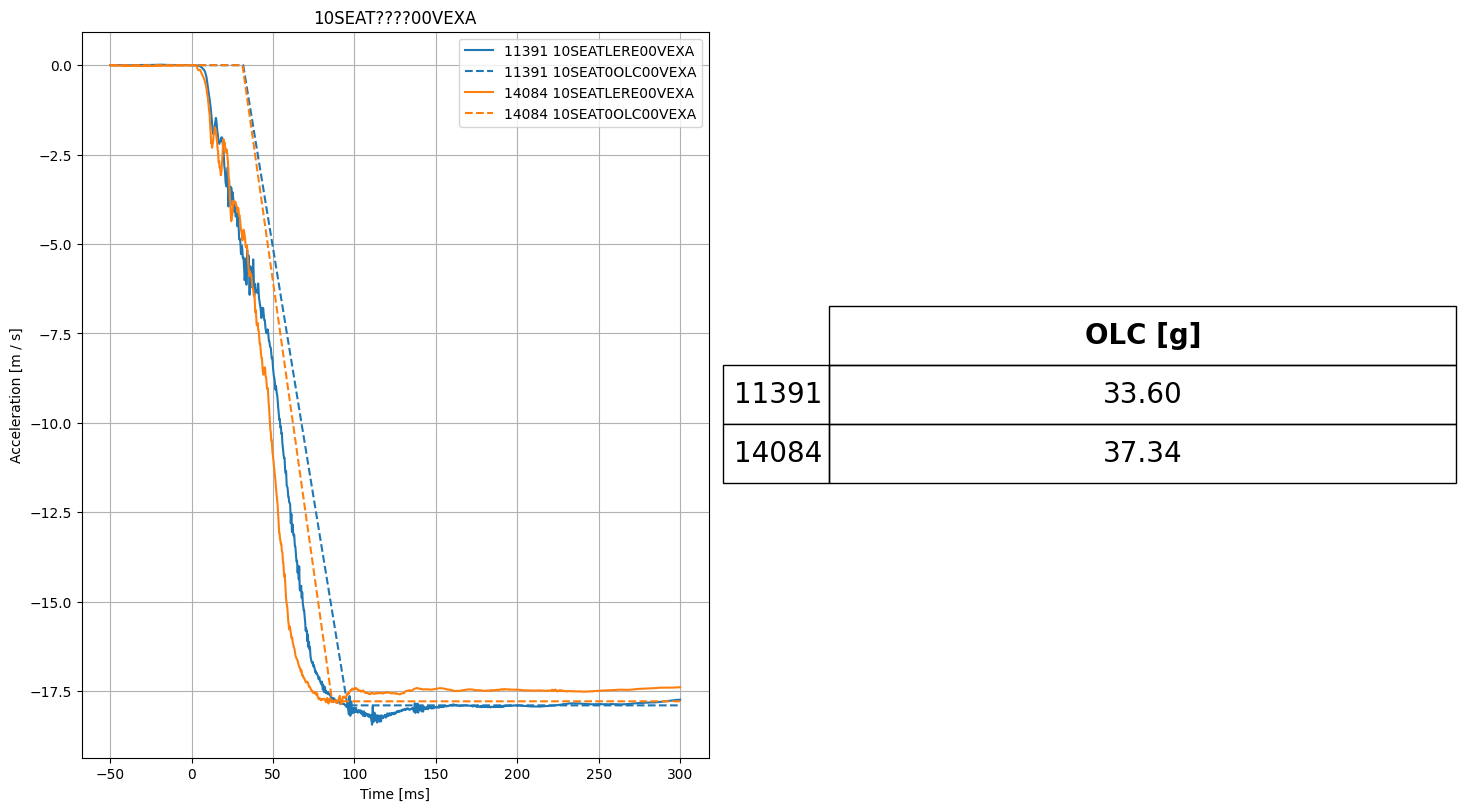 10SEAT????00VEXA
11391 10SEATLERE00VEXA
11391 10SEAT0OLC00VEXA
14084 10SEATLERE00VEXA
14084 10SEAT0OLC00VEXA
Acceleration [m / s]
0.0
−2.5
−5.0
−7.5
−10.0
−12.5
−15.0
−17.5
−50 0 50 100 150 200 250 300
Time [ms]
OLC [g]
11391 33.60
14084 37.34